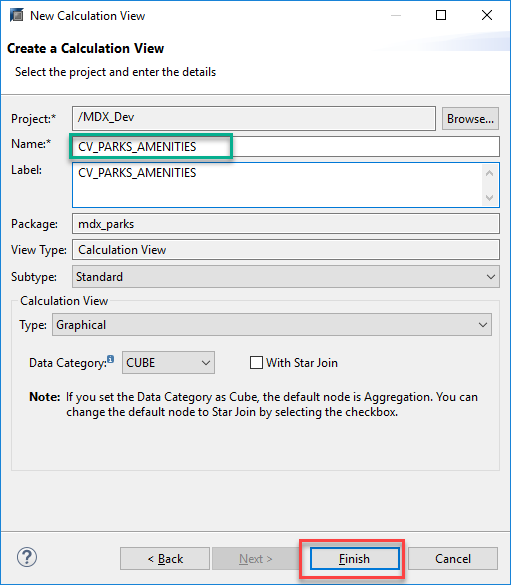 New Calculation View
Create a Calculation View
Select the project and enter the details
Project:* /MDX_Dev Browse...
Name:* CV_PARKS_AMENITIES
Label: CV_PARKS_AMENITIES
Package: mdx_parks
View Type: Calculation View
Subtype: Standard
Calculation View
Type: Graphical
Data Category: CUBE With Star Join
Note: If you set the Data Category as Cube, the default node is Aggregation. You can
change the default node to Star Join by selecting the checkbox.
? < Back Next > Finish Cancel